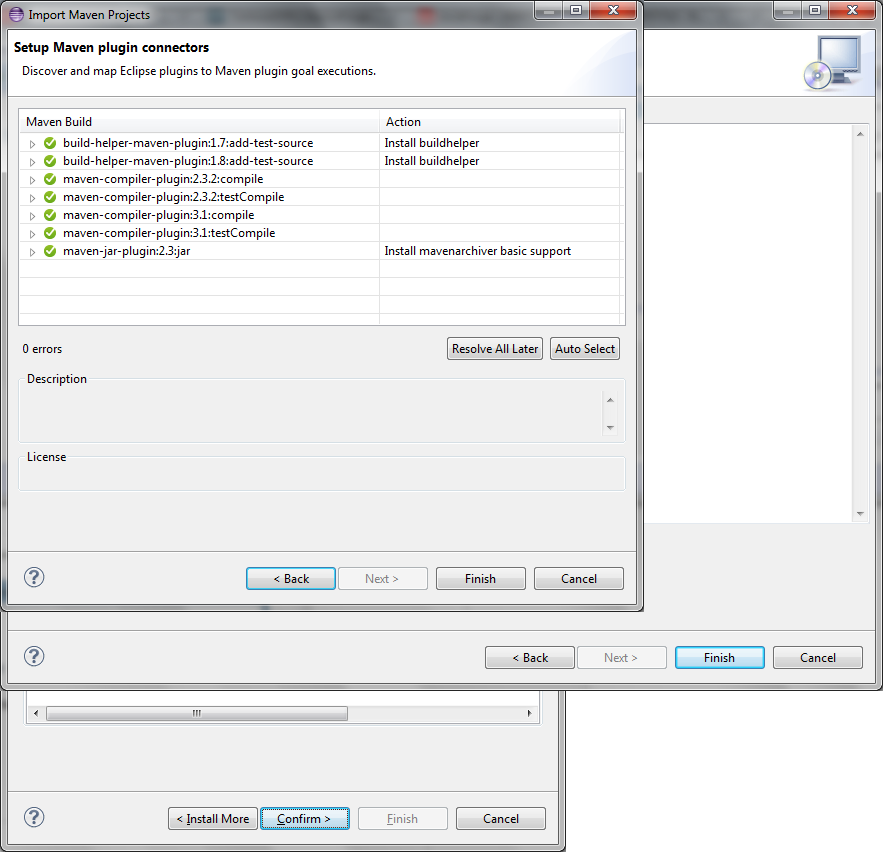 Import Maven Projects
Setup Maven plugin connectors
Discover and map Eclipse plugins to Maven plugin goal executions.
Maven Build Action
build-helper-maven-plugin:1.7:add-test-source Install buildhelper
build-helper-maven-plugin:1.8:add-test-source Install buildhelper
maven-compiler-plugin:2.3.2:compile
maven-compiler-plugin:2.3.2:testCompile
maven-compiler-plugin:3.1:compile
maven-compiler-plugin:3.1:testCompile
maven-jar-plugin:2.3:jar Install mavenarchiver basic support
0 errors Resolve All Later Auto Select
Description
License
? < Back Next > Finish Cancel
? < Back Next > Finish Cancel
? < Install More Confirm > Finish Cancel